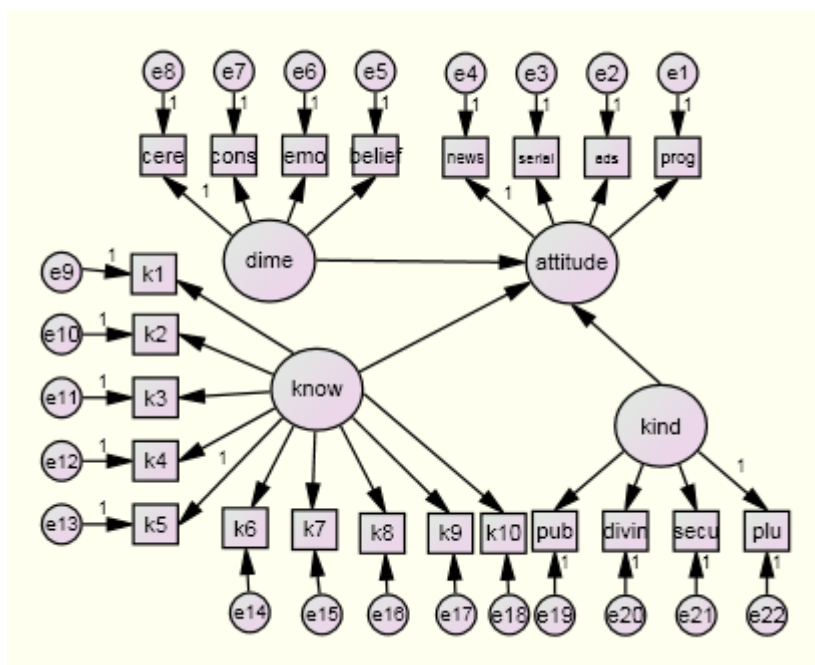 e8 e7 e6 e5 e4 e3 e2 e1
1 1 1 1 1 1 1 1
cere cons emo belief news serial ads prog
1 1
dime attitude
e9 1 k1
e10 1 k2
know
e11 1 k3
kind
e12 1 k4
1 1
e13 1 k5
k6 k7 k8 k9 k10 pub divin secu plu
1 1 1 1
e14 e15 e16 e17 e18 e19 e20 e21 e22